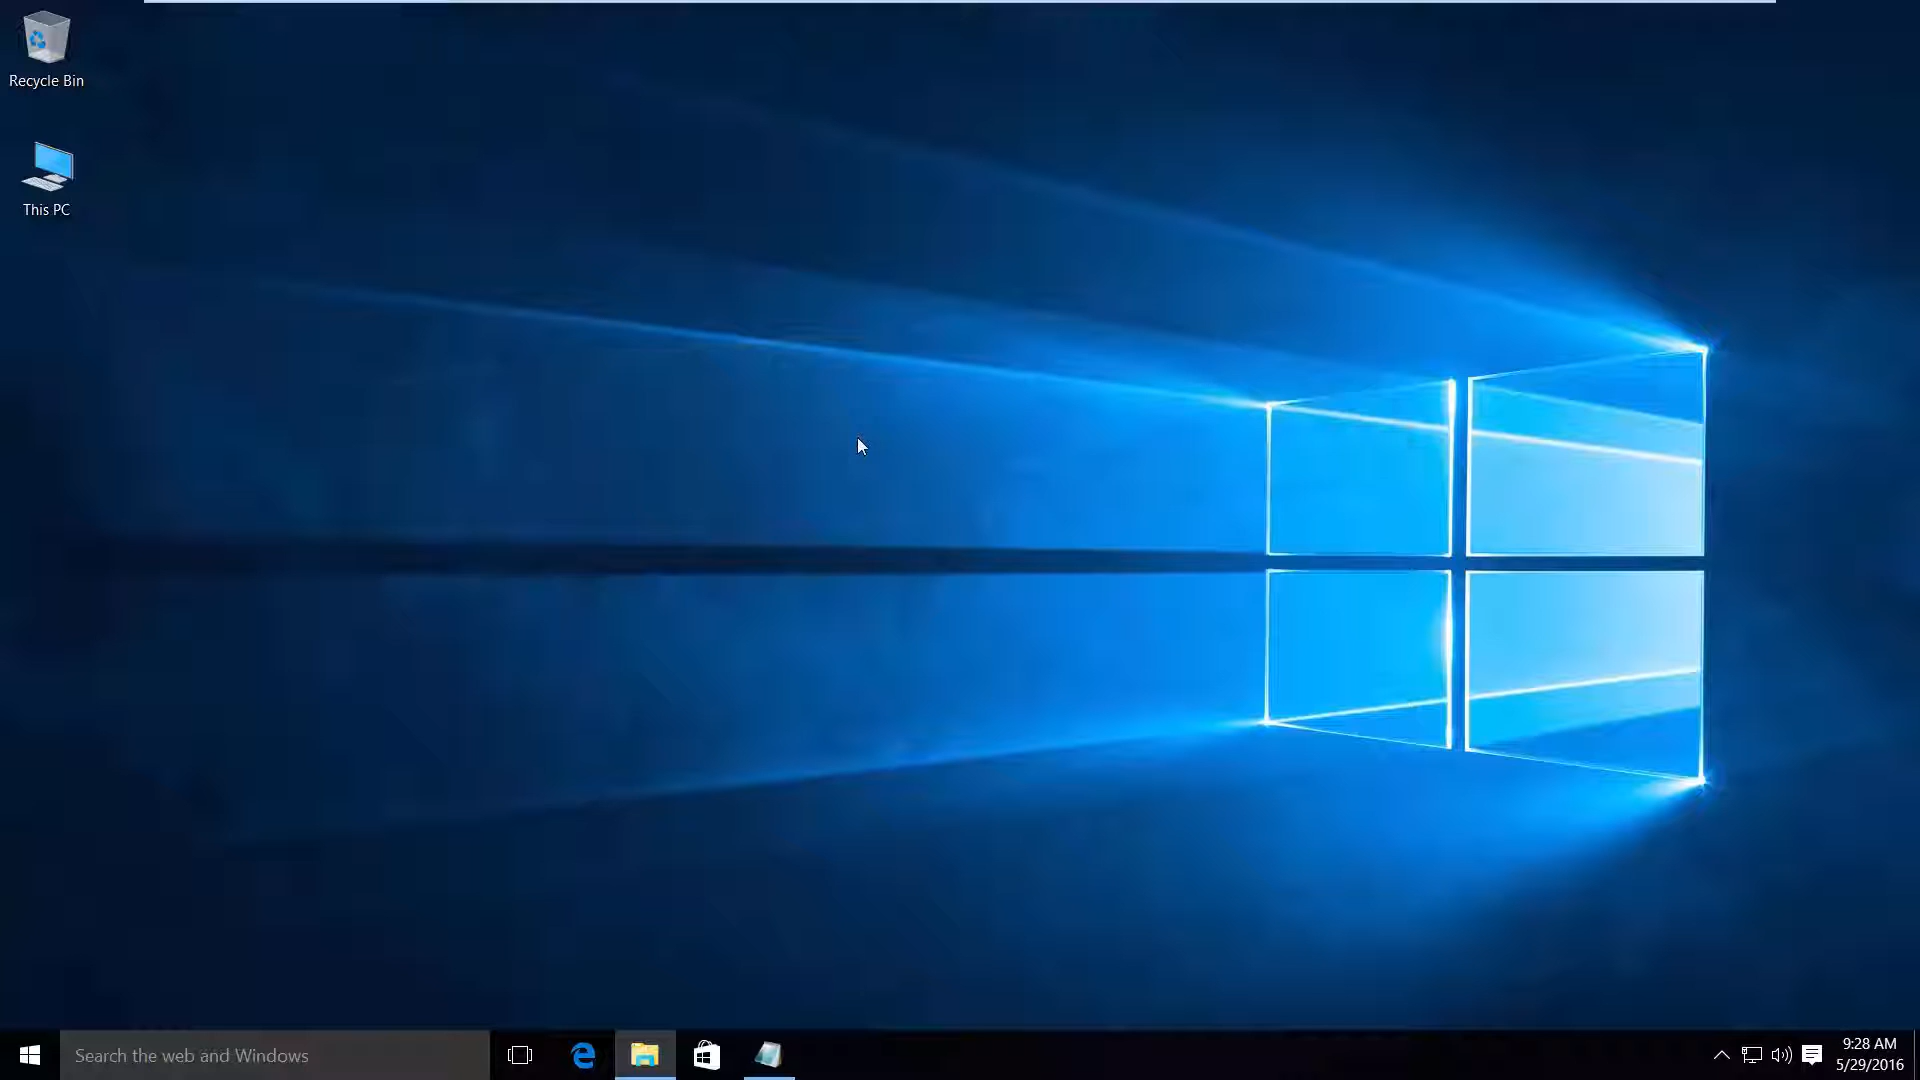 Recycle Bin
This PC
Search the web and Windows
9:28 AM
5/29/2016